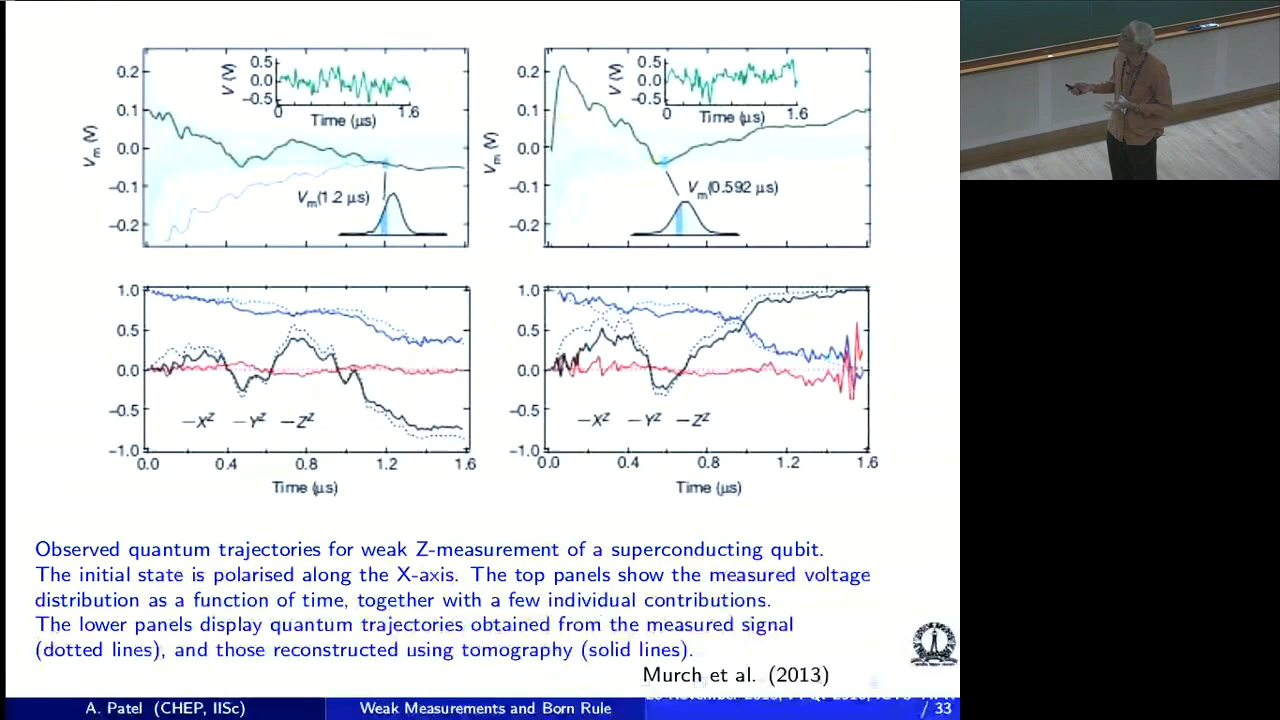 0.2
0.1
0.0
−0.1
−0.2
Vm (V)
V (V)
0.5
0.0
−0.5
0
1.6
Time (μs)
Vm(1.2 μs)
Vm (V)
0.2
0.1
0.0
−0.1
−0.2
V (V)
0.5
0.0
−0.5
0
1.6
Time (μs)
Vm(0.592 μs)
1.0
0.5
0.0
−0.5
−1.0
−X^Z −Y^Z −Z^Z
0.0 0.4 0.8 1.2 1.6
Time (μs)
1.0
0.5
0.0
−0.5
−1.0
−X^Z −Y^Z −Z^Z
0.0 0.4 0.8 1.2 1.6
Time (μs)
Observed quantum trajectories for weak Z-measurement of a superconducting qubit.
The initial state is polarised along the X-axis. The top panels show the measured voltage
distribution as a function of time, together with a few individual contributions.
The lower panels display quantum trajectories obtained from the measured signal
(dotted lines), and those reconstructed using tomography (solid lines).
Murch et al. (2013)
A. Patel (CHEP, IISc)
Weak Measurements and Born Rule
/ 33